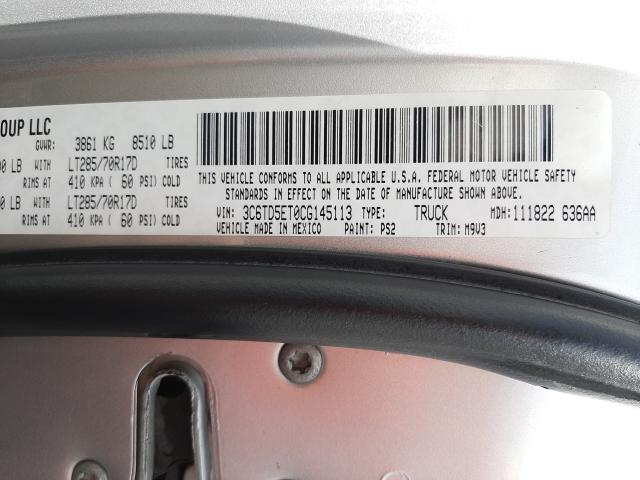 OUP LLC
GVWR: 3861 KG 8510 LB
LB WITH LT285/70R17D TIRES
RIMS AT 410 KPA ( 60 PSI) COLD
LB WITH LT285/70R17D TIRES
RIMS AT 410 KPA ( 60 PSI) COLD
THIS VEHICLE CONFORMS TO ALL APPLICABLE U.S.A. FEDERAL MOTOR VEHICLE SAFETY
STANDARDS IN EFFECT ON THE DATE OF MANUFACTURE SHOWN ABOVE.
VIN: 3C6TD5ET0CG145113 TYPE: TRUCK MDH: 111822 636AA
VEHICLE MADE IN MEXICO PAINT: PS2 TRIM: M9V3